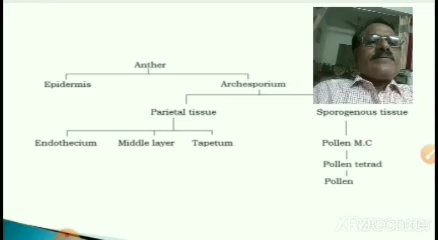 Anther
Epidermis Archesporium
Parietal tissue Sporogenous tissue
Endothecium Middle layer Tapetum Pollen M.C
Pollen tetrad
Pollen